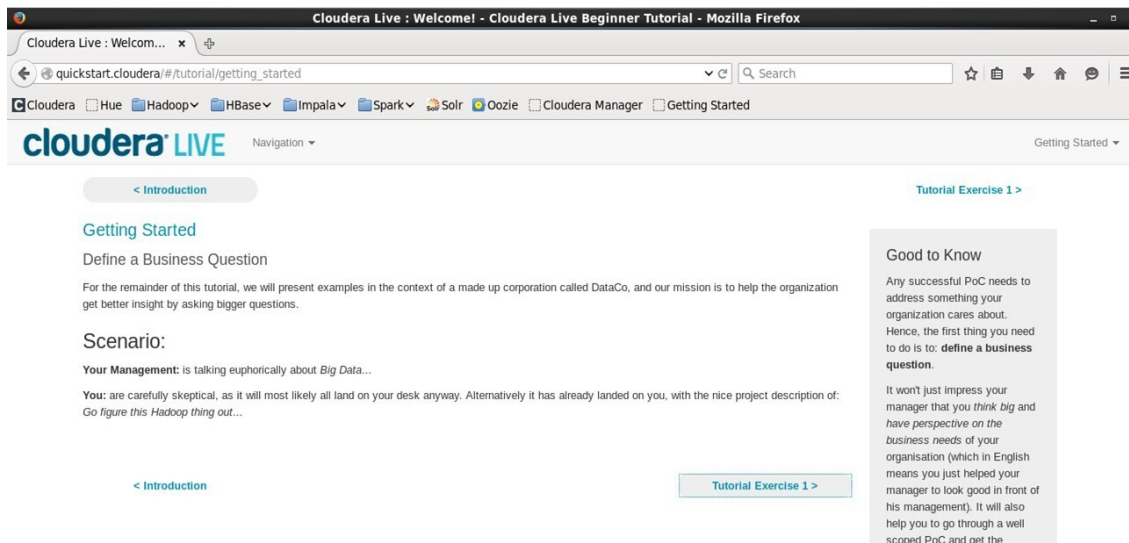 Cloudera Live : Welcome! - Cloudera Live Beginner Tutorial - Mozilla Firefox
Cloudera Live : Welcom...
quickstart.cloudera/#/tutorial/getting_started
Search
Cloudera Hue Hadoop HBase Impala Spark Solr Oozie Cloudera Manager Getting Started
cloudera LIVE Navigation Getting Started
< Introduction
Tutorial Exercise 1 >
Getting Started
Define a Business Question
For the remainder of this tutorial, we will present examples in the context of a made up corporation called DataCo, and our mission is to help the organization
get better insight by asking bigger questions.
Scenario:
Your Management: is talking euphorically about Big Data...
You: are carefully skeptical, as it will most likely all land on your desk anyway. Alternatively it has already landed on you, with the nice project description of:
Go figure this Hadoop thing out...
< Introduction
Tutorial Exercise 1 >
Good to Know
Any successful PoC needs to
address something your
organization cares about.
Hence, the first thing you need
to do is to: define a business
question.
It won't just impress your
manager that you think big and
have perspective on the
business needs of your
organisation (which in English
means you just helped your
manager to look good in front of
his management). It will also
help you to go through a well
scoped PoC and get the